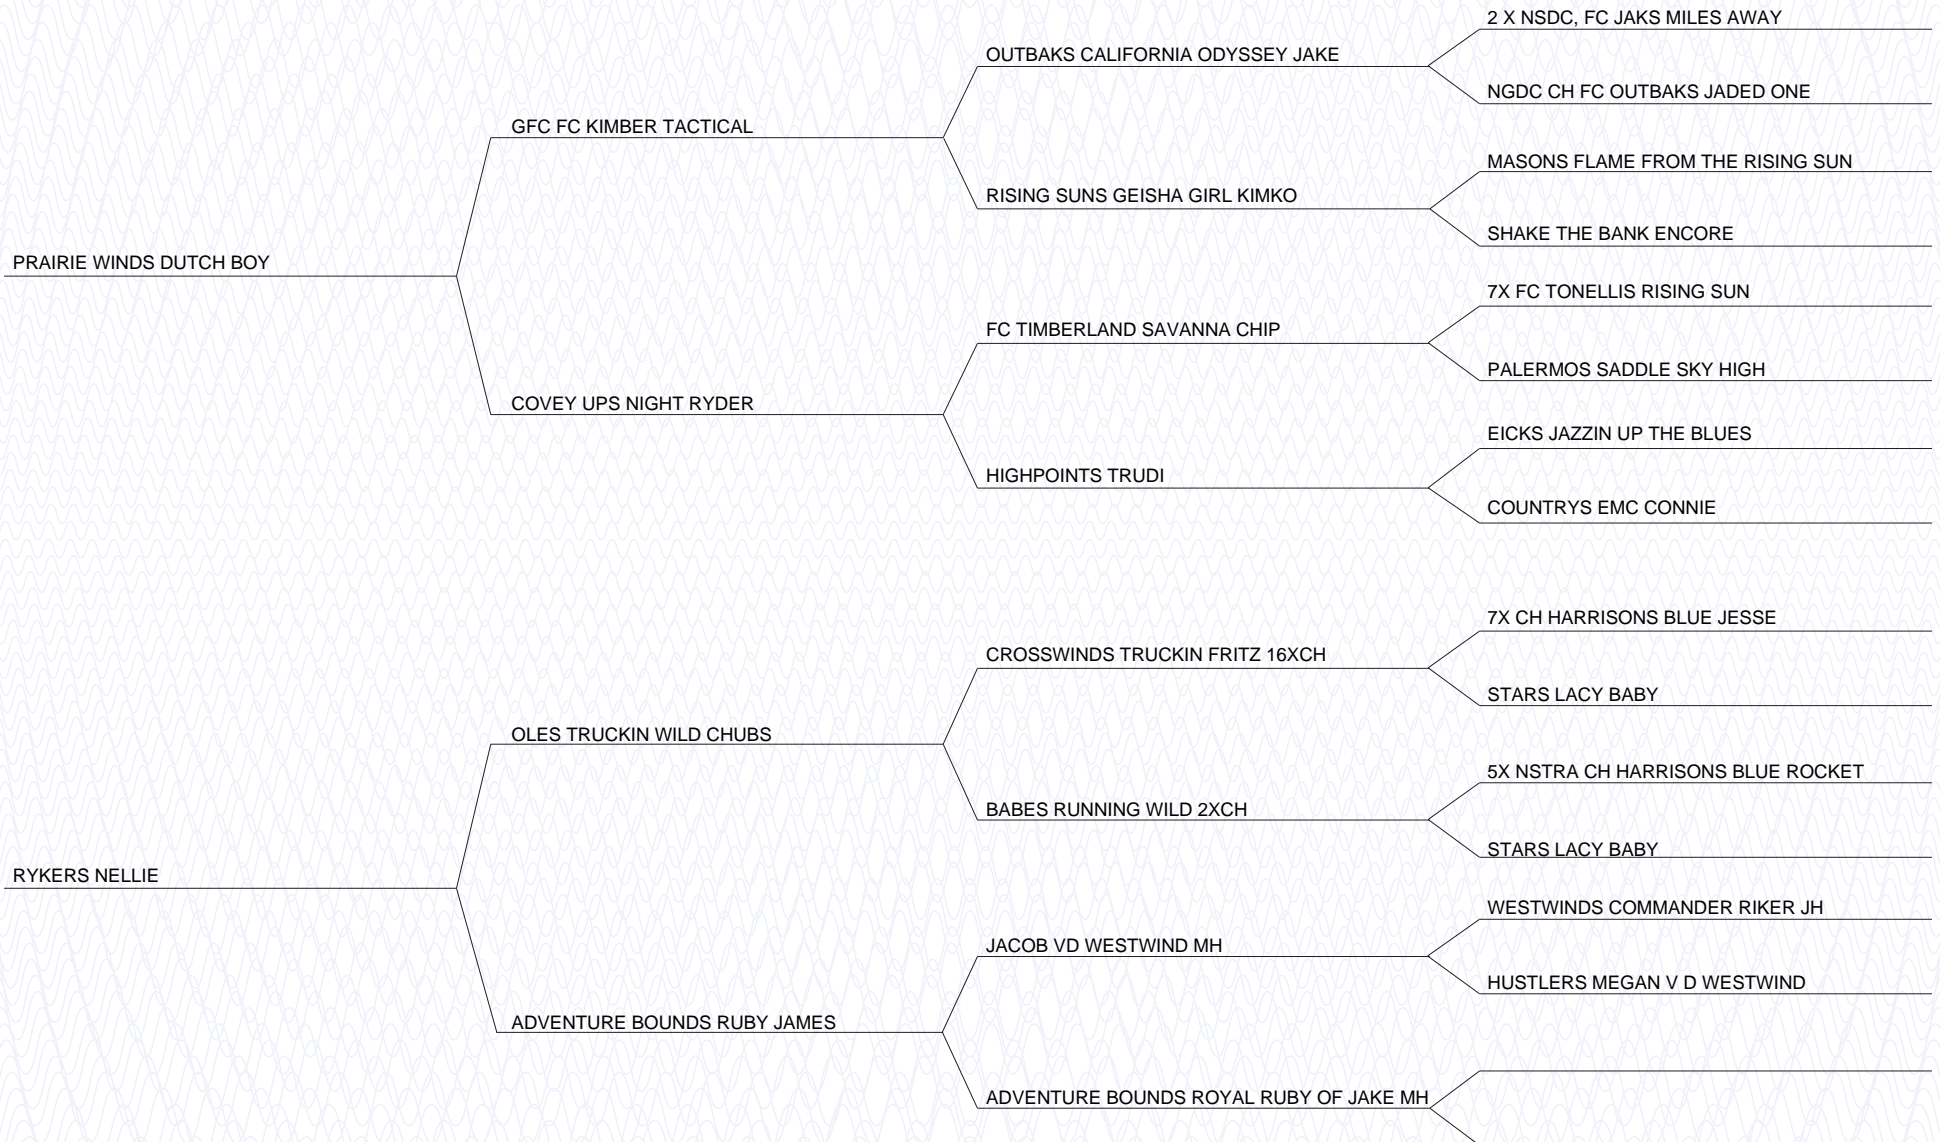 2 X NSDC, FC JAKS MILES AWAY
OUTBAKS CALIFORNIA ODYSSEY JAKE
NGDC CH FC OUTBAKS JADED ONE
GFC FC KIMBER TACTICAL
MASONS FLAME FROM THE RISING SUN
RISING SUNS GEISHA GIRL KIMKO
SHAKE THE BANK ENCORE
PRAIRIE WINDS DUTCH BOY
7X FC TONELLIS RISING SUN
FC TIMBERLAND SAVANNA CHIP
PALERMOS SADDLE SKY HIGH
COVEY UPS NIGHT RYDER
EICKS JAZZIN UP THE BLUES
HIGHPOINTS TRUDI
COUNTRYS EMC CONNIE
7X CH HARRISONS BLUE JESSE
CROSSWINDS TRUCKIN FRITZ 16XCH
STARS LACY BABY
OLES TRUCKIN WILD CHUBS
5X NSTRA CH HARRISONS BLUE ROCKET
BABES RUNNING WILD 2XCH
STARS LACY BABY
RYKERS NELLIE
WESTWINDS COMMANDER RIKER JH
JACOB VD WESTWIND MH
HUSTLERS MEGAN V D WESTWIND
ADVENTURE BOUNDS RUBY JAMES
ADVENTURE BOUNDS ROYAL RUBY OF JAKE MH